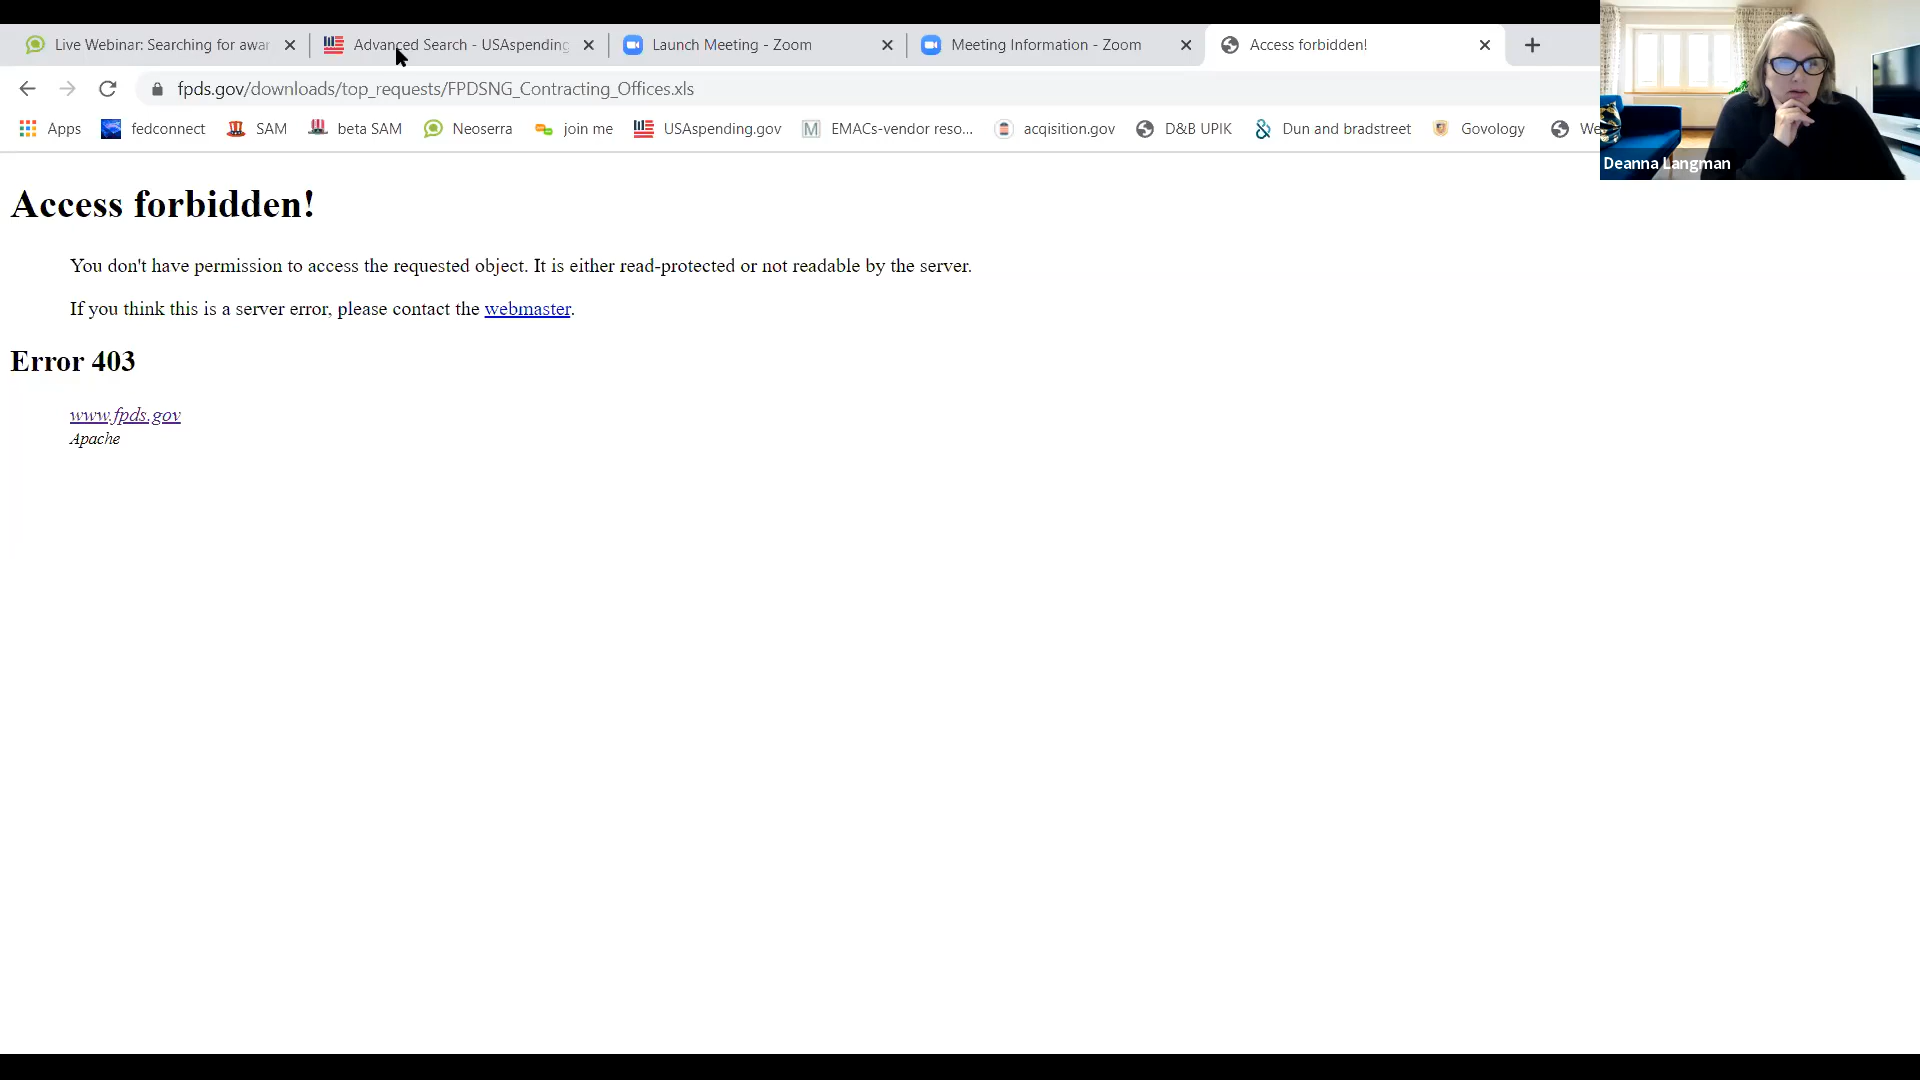 Live Webinar: Searching for awar
Advanced Search - USAspending
Launch Meeting - Zoom
Meeting Information - Zoom
Access forbidden!
fpds.gov/downloads/top_requests/FPDSNG_Contracting_Offices.xls
Apps
fedconnect
SAM
beta SAM
Neoserra
join me
USAspending.gov
M EMACs-vendor reso...
acqisition.gov
D&B UPIK
Dun and bradstreet
Govology
We
Deanna Langman
Access forbidden!
You don't have permission to access the requested object. It is either read-protected or not readable by the server.
If you think this is a server error, please contact the webmaster.
Error 403
www.fpds.gov
Apache